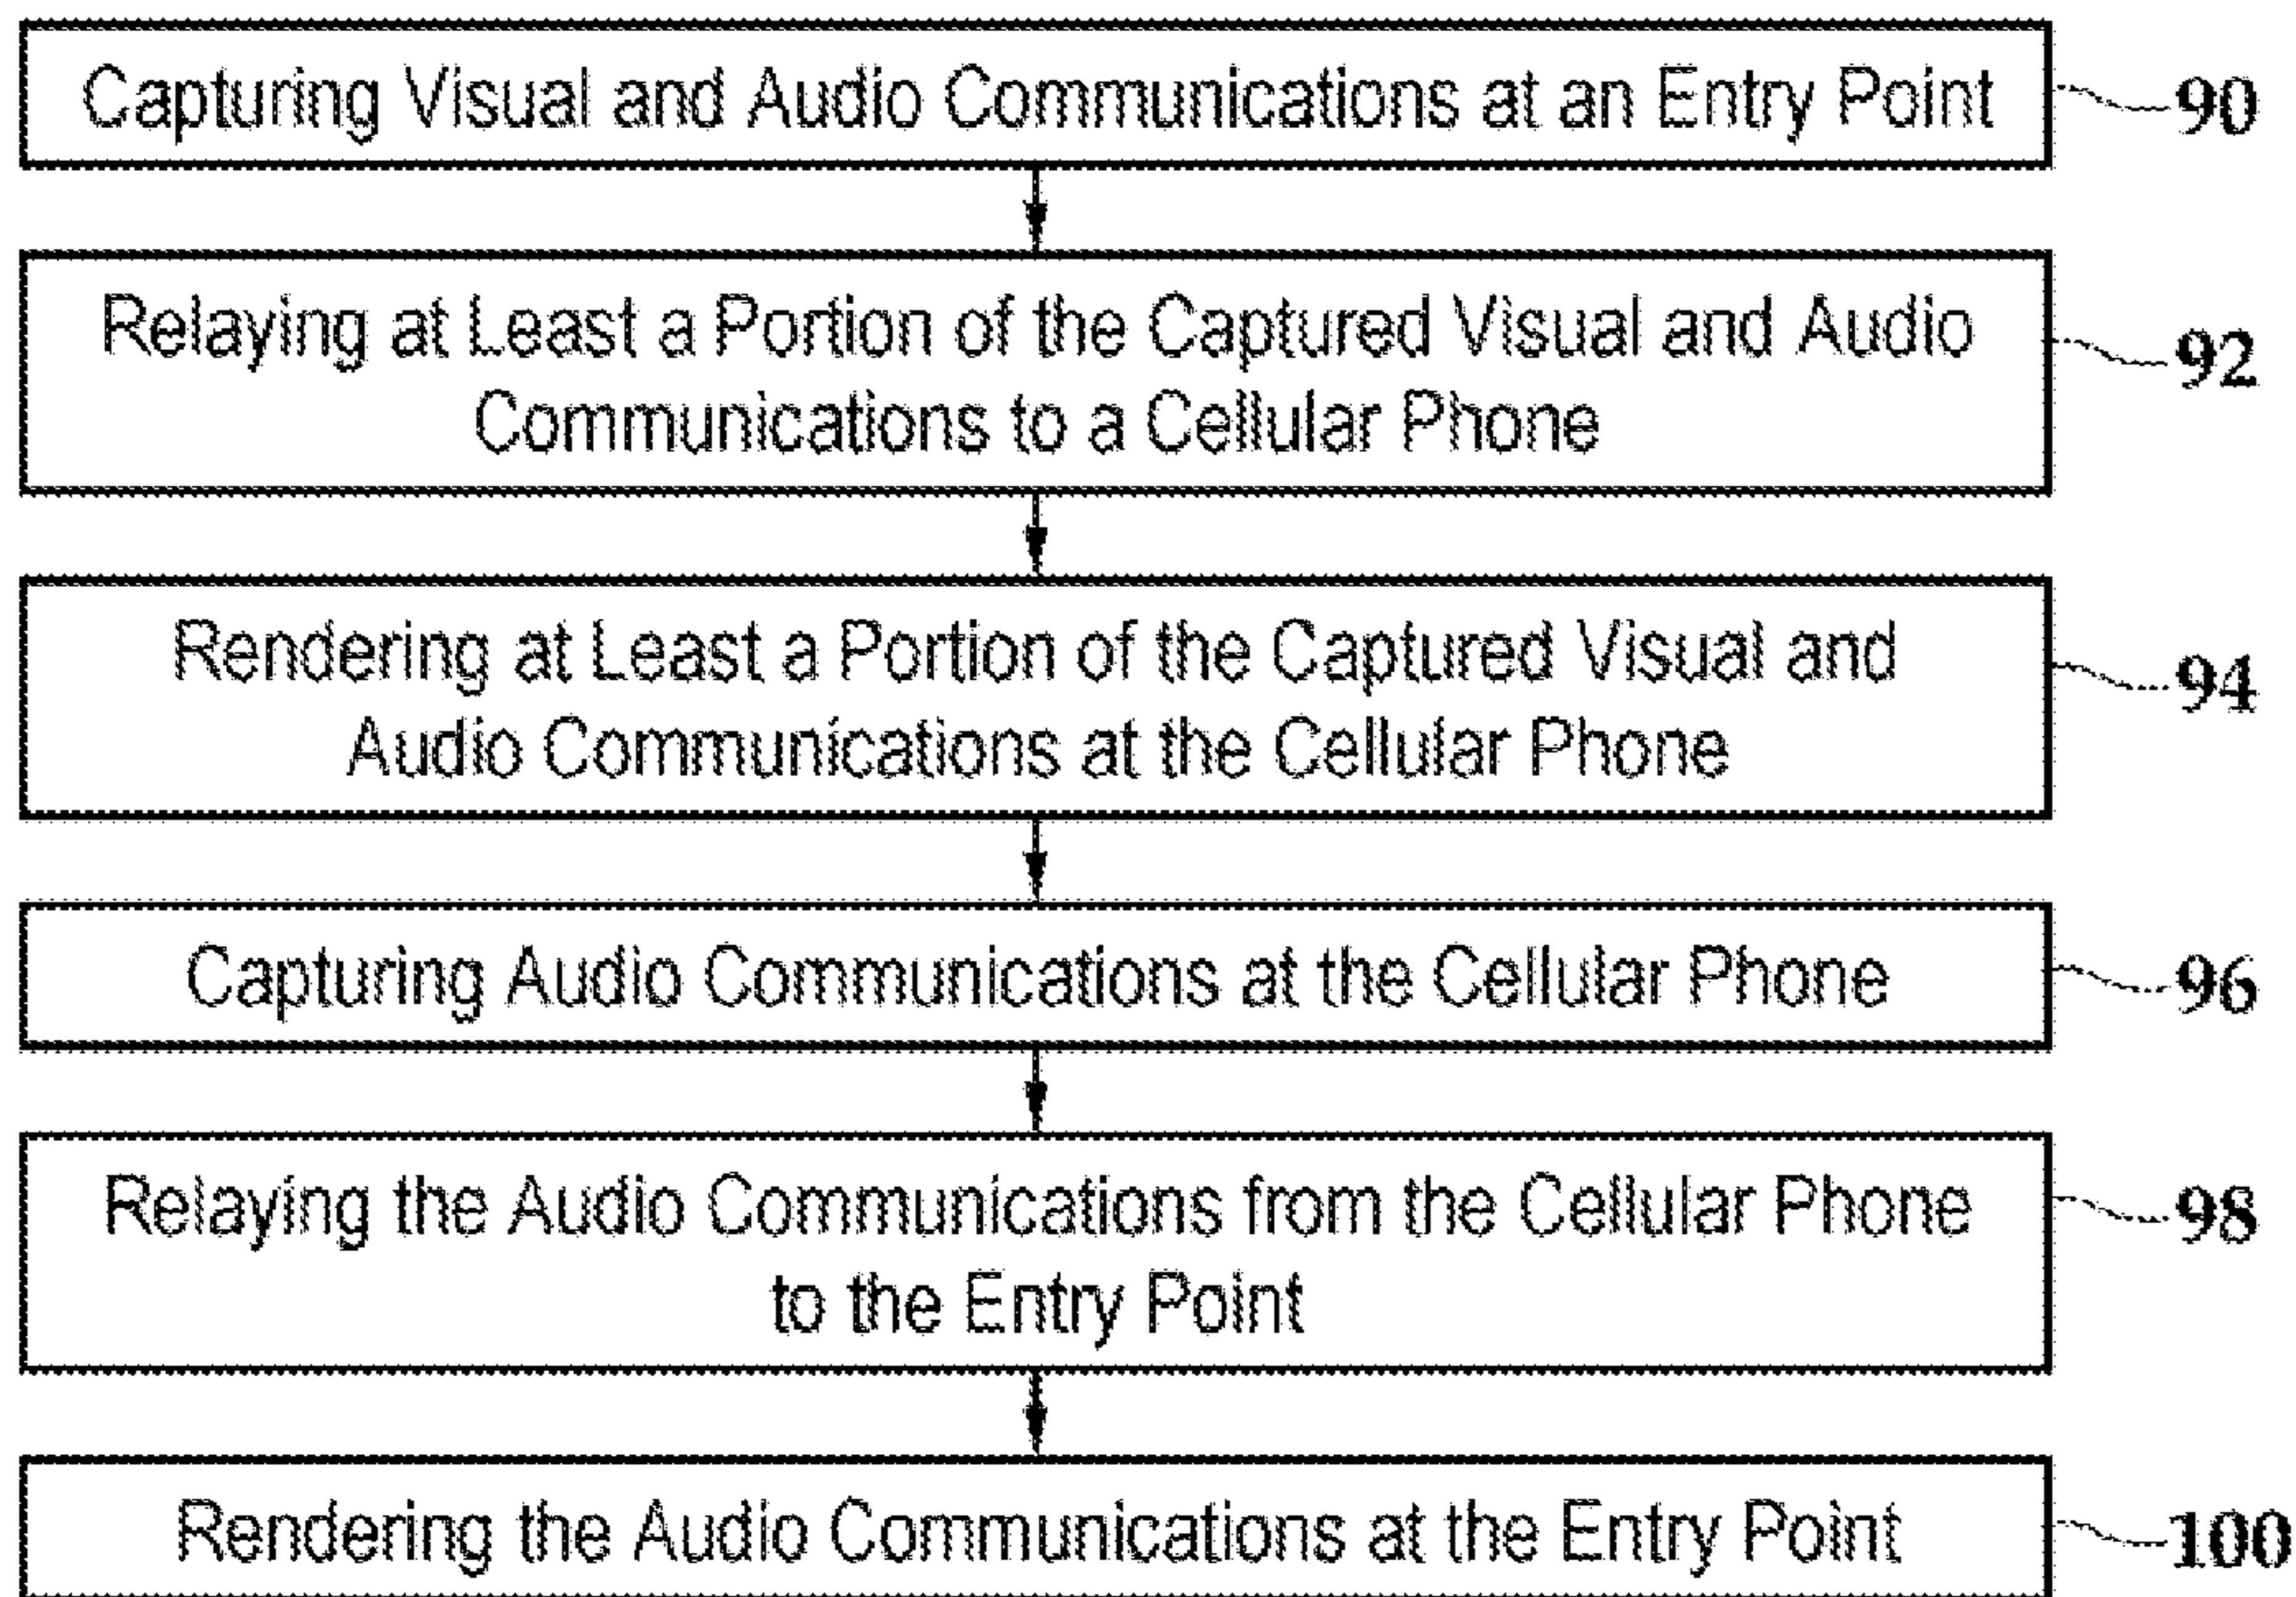 Capturing Visual and Audio Communications at an Entry Point
90
Relaying at Least a Portion of the Captured Visual and Audio
Communications to a Cellular Phone
92
Rendering at Least a Portion of the Captured Visual and
Audio Communications at the Cellular Phone
94
Capturing Audio Communications at the Cellular Phone
96
Relaying the Audio Communications from the Cellular Phone
to the Entry Point
98
Rendering the Audio Communications at the Entry Point
100